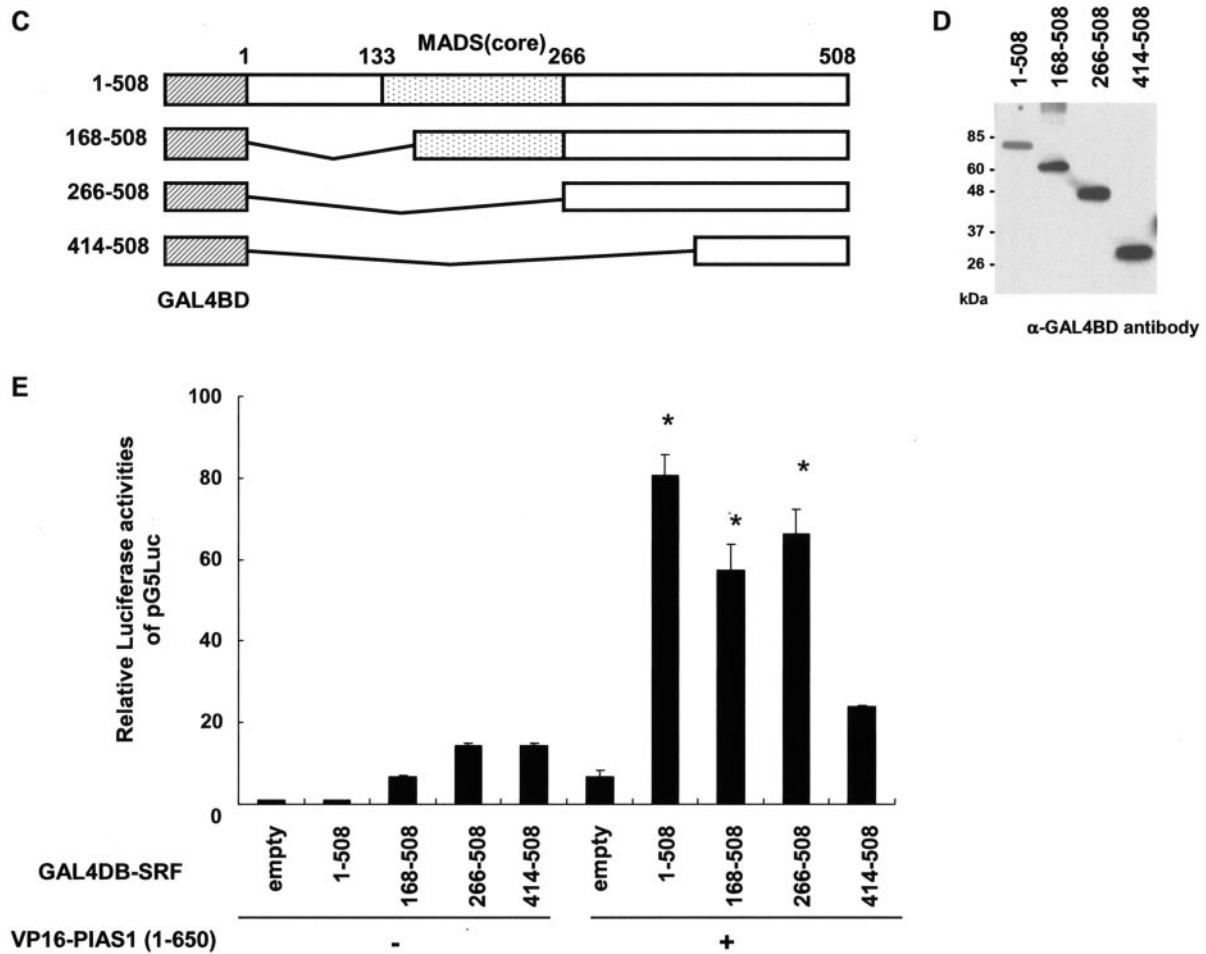 C
MADS(core)
1 133 266 508
1-508
168-508
266-508
414-508
GAL4BD
D
1-508
168-508
266-508
414-508
85 -
60 -
48 -
37 -
26 -
kDa
α-GAL4BD antibody
E
Relative Luciferase activities
of pG5Luc
100
80
60
40
20
0
* * *
GAL4DB-SRF
empty 1-508 168-508 266-508 414-508 empty 1-508 168-508 266-508 414-508
VP16-PIAS1 (1-650) - +